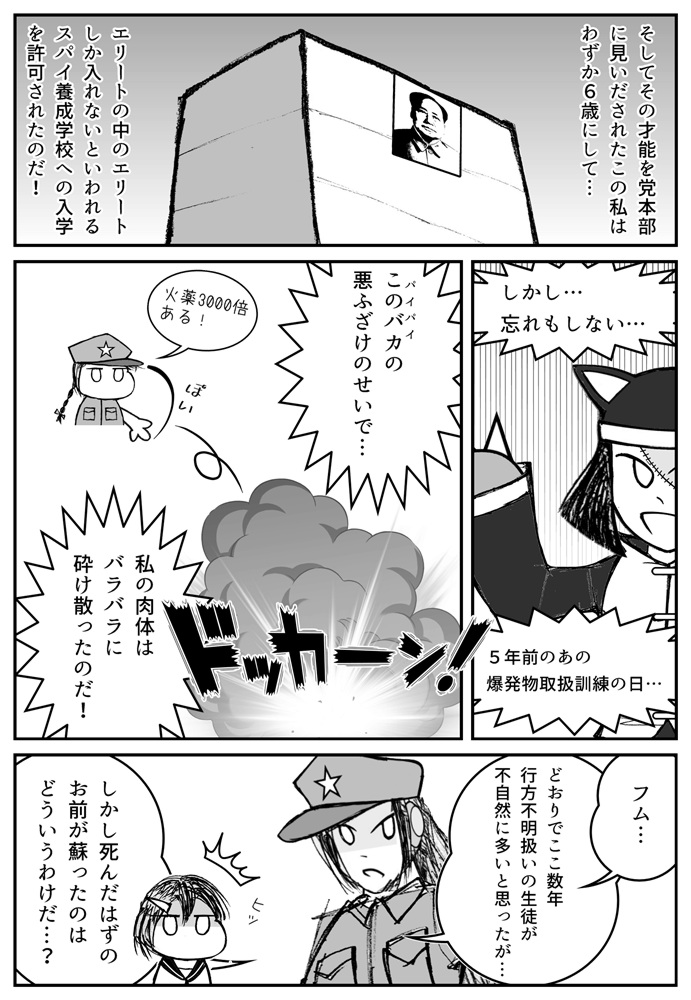 そしてその才能を党本部
に見いだされたこの私は
わずか６歳にして…
エリートの中のエリート
しか入れないといわれる
スパイ養成学校への入学
を許可されたのだ！
しかし…
忘れもしない…
５年前のあの
爆発物取扱訓練の日…
バイバイ
このバカの
悪ふざけのせいで…
火薬3000倍
ある！
ぽい
ドッカーン！
私の肉体は
バラバラに
砕け散ったのだ！
フム…
どおりでここ数年
行方不明扱いの生徒が
不自然に多いと思ったが…
ヒッ
しかし死んだはずの
お前が蘇ったのは
どういうわけだ…？